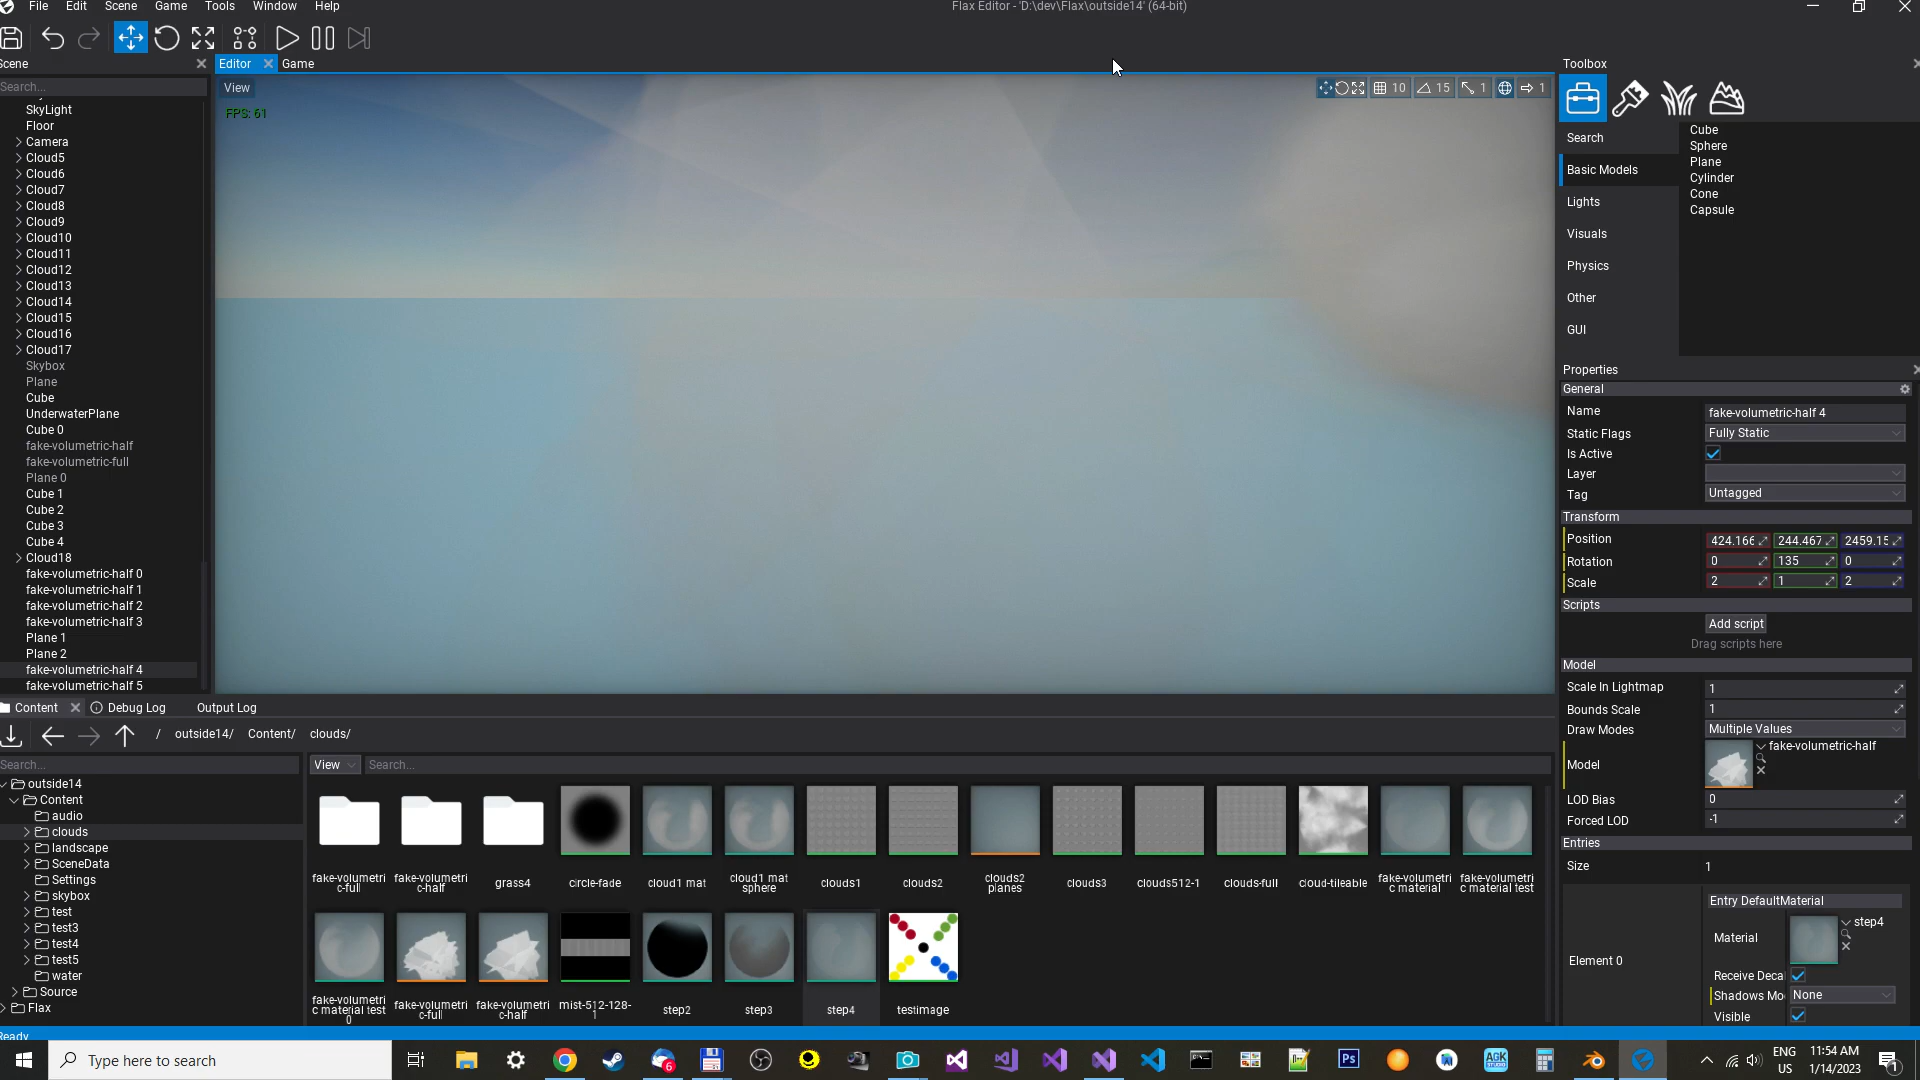 File Edit Scene Game Tools Window Help
Flax Editor - 'D:\dev\Flax\outside14' (64-bit)
Scene
Editor
Game
Toolbox
Search...
View
FPS: 61
10
15
1
1
SkyLight
Floor
Camera
Cloud5
Cloud6
Cloud7
Cloud8
Cloud9
Cloud10
Cloud11
Cloud12
Cloud13
Cloud14
Cloud15
Cloud16
Cloud17
Skybox
Plane
Cube
UnderwaterPlane
Cube 0
fake-volumetric-half
fake-volumetric-full
Plane 0
Cube 1
Cube 2
Cube 3
Cube 4
Cloud18
fake-volumetric-half 0
fake-volumetric-half 1
fake-volumetric-half 2
fake-volumetric-half 3
Plane 1
Plane 2
fake-volumetric-half 4
fake-volumetric-half 5
Search
Basic Models
Lights
Visuals
Physics
Other
GUI
Cube
Sphere
Plane
Cylinder
Cone
Capsule
Properties
General
Name fake-volumetric-half 4
Static Flags Fully Static
Is Active
Layer
Tag Untagged
Transform
Position 424.166 244.467 2459.15
Rotation 0 135 0
Scale 2 1 2
Scripts
Add script
Drag scripts here
Model
Scale In Lightmap 1
Bounds Scale 1
Draw Modes Multiple Values
Model fake-volumetric-half
LOD Bias 0
Forced LOD -1
Entries
Size 1
Element 0
Entry DefaultMaterial
Material step4
Receive Deca
Shadows Mo None
Visible
Content
Debug Log
Output Log
/ outside14/ Content/ clouds/
Search...
View
Search...
outside14
Content
audio
clouds
landscape
SceneData
Settings
skybox
test
test3
test4
test5
water
Source
Flax
fake-volumetri
c-full
fake-volumetri
c-half
grass4
circle-fade
cloud1 mat
cloud1 mat
sphere
clouds1
clouds2
clouds2
planes
clouds3
clouds512-1
clouds-full
cloud-tileable
fake-volumetri
c material
fake-volumetri
c material test
fake-volumetri
c material test
0
fake-volumetri
c-full
fake-volumetri
c-half
mist-512-128-
1
step2
step3
step4
testimage
Ready
Type here to search
6
Ps
AGK
STUDIO
ENG
US
11:54 AM
1/14/2023
1